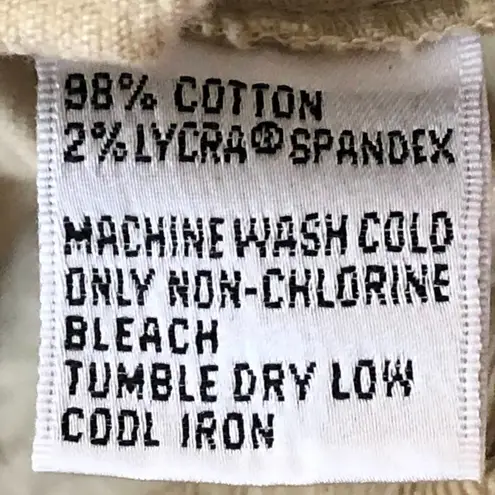 98% COTTON
2% LYCRA® SPANDEX
MACHINE WASH COLD
ONLY NON-CHLORINE
BLEACH
TUMBLE DRY LOW
COOL IRON